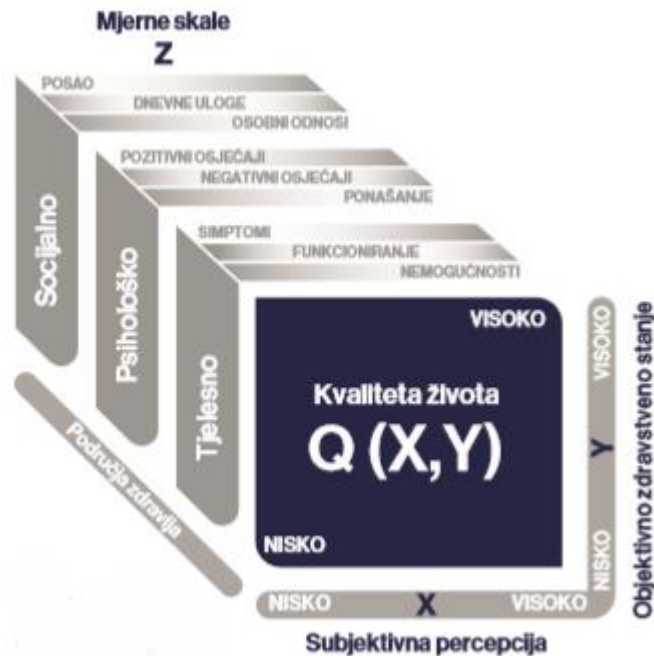 Mjerne skale
Z
POSAO
DNEVNE ULOGE
OSOBNI ODNOSI
Socijalno
POZITIVNI OSJEĆAJI
NEGATIVNI OSJEĆAJI
PONAŠANJE
Psihološko
SIMPTOMI
FUNKCIONIRANJE
NEMOGUĆNOSTI
Tjelesno
Područja zdravlja
VISOKO
Kvaliteta života
Q (X,Y)
NISKO
VISOKO
Y
NISKO
Objektivno zdravstveno stanje
NISKO
X
VISOKO
Subjektivna percepcija